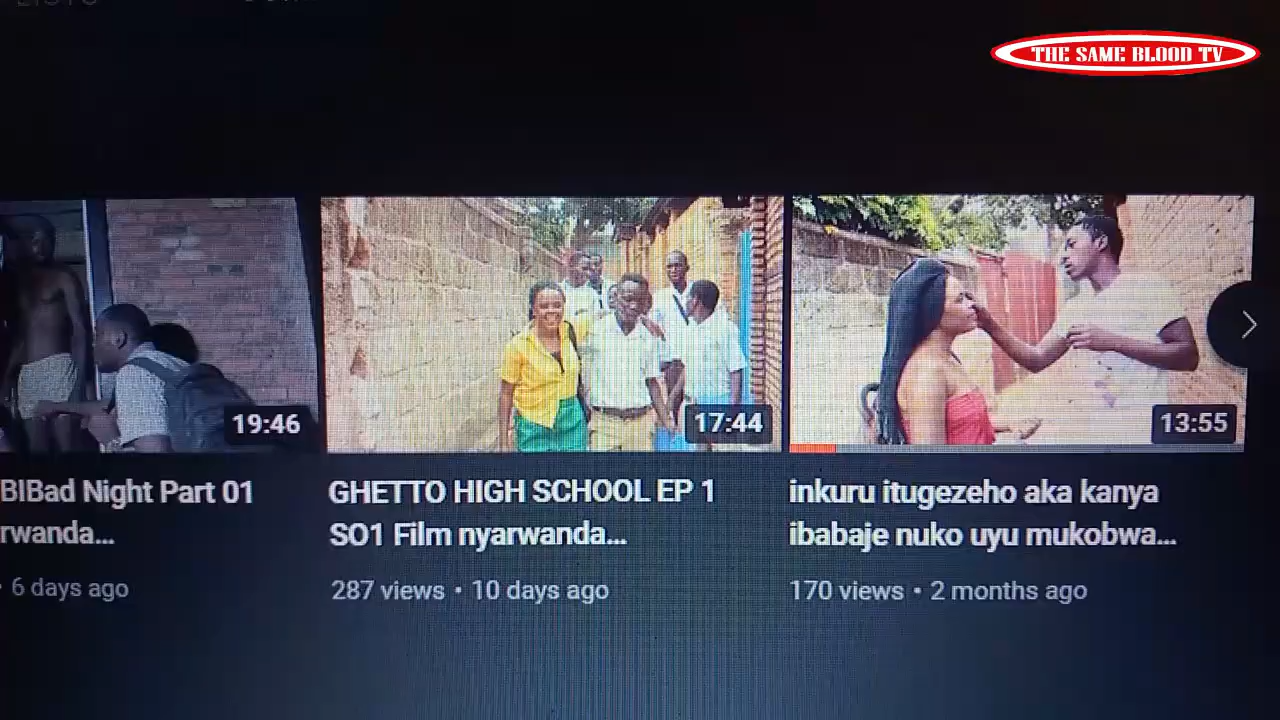 THE SAME BLOOD TV
19:46
17:44
13:55
BIBad Night Part 01
rwanda...
• 6 days ago
GHETTO HIGH SCHOOL EP 1
SO1 Film nyarwanda...
287 views • 10 days ago
inkuru itugezeho aka kanya
ibabaje nuko uyu mukobwa...
170 views • 2 months ago